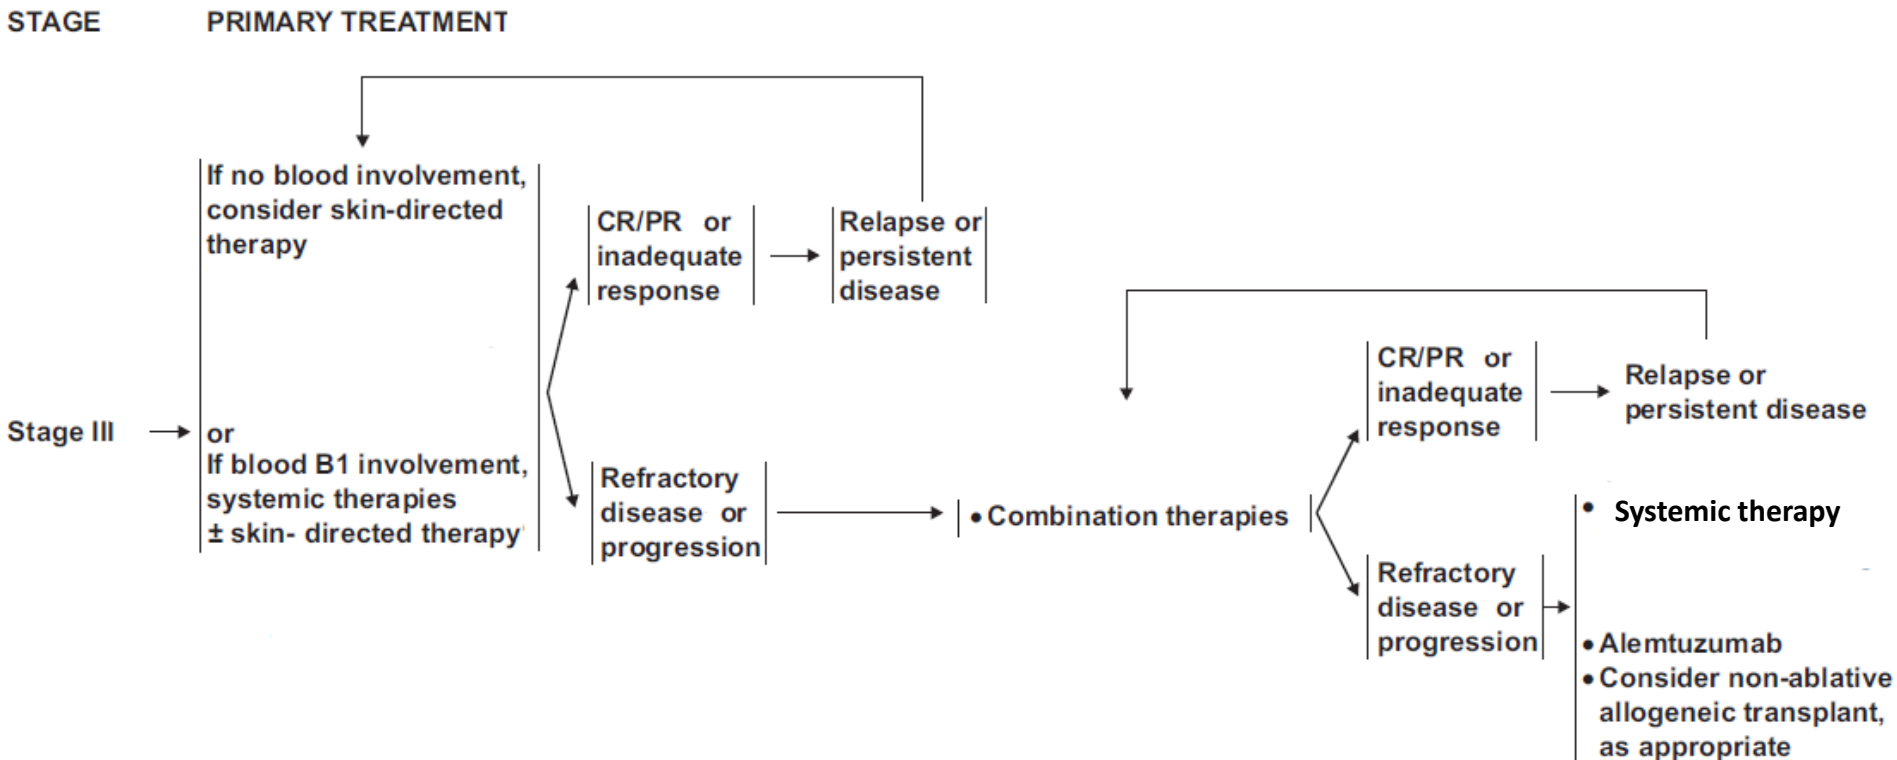 STAGE PRIMARY TREATMENT
If no blood involvement,
consider skin-directed
therapy
or
If blood B1 involvement,
systemic therapies
± skin- directed therapy
Stage III
CR/PR or
inadequate
response
Relapse or
persistent
disease
Refractory
disease or
progression
• Combination therapies
CR/PR or
inadequate
response
Relapse or
persistent disease
Refractory
disease or
progression
• Systemic therapy
• Alemtuzumab
• Consider non-ablative
allogeneic transplant,
as appropriate